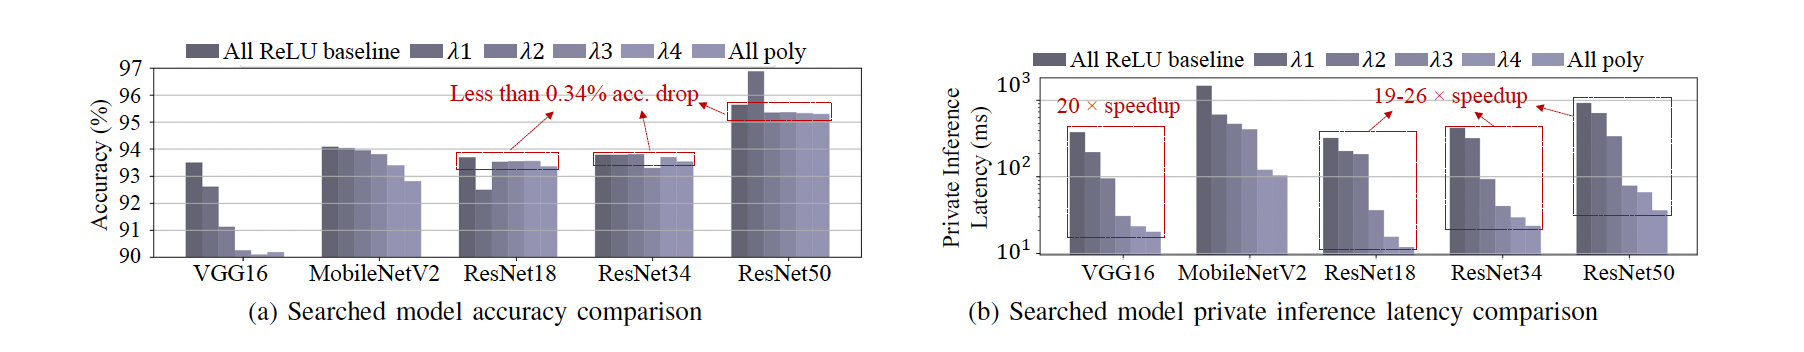 All ReLU baseline λ1 λ2 λ3 λ4 All poly
97
96
95
94
93
92
91
90
Accuracy (%)
Less than 0.34% acc. drop
VGG16 MobileNetV2 ResNet18 ResNet34 ResNet50
(a) Searched model accuracy comparison
All ReLU baseline λ1 λ2 λ3 λ4 All poly
10³
10²
10¹
Private Inference
Latency (ms)
20 × speedup
19-26 × speedup
VGG16 MobileNetV2 ResNet18 ResNet34 ResNet50
(b) Searched model private inference latency comparison